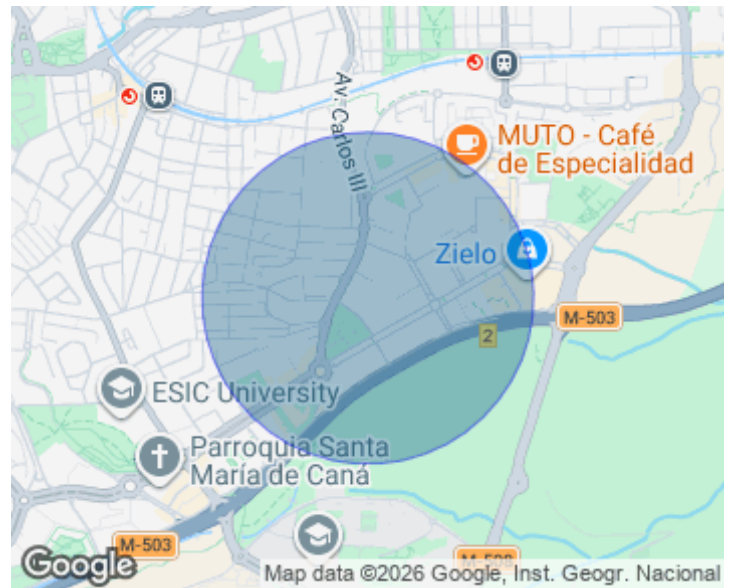 Av. Carlos III
MUTO - Café
de Especialidad
Zielo
M-503
2
ESIC University
Parroquia Santa
María de Caná
M-503
Google
Map data ©2026 Google, Inst. Geogr. Nacional